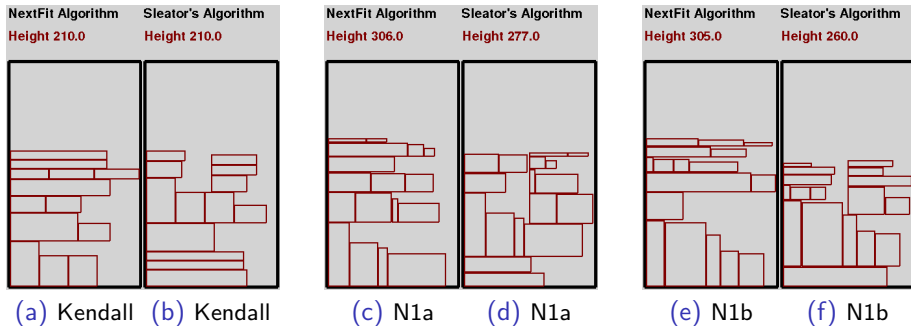 NextFit Algorithm Sleator's Algorithm
Height 210.0 Height 210.0
(a) Kendall (b) Kendall
NextFit Algorithm Sleator's Algorithm
Height 306.0 Height 277.0
(c) N1a (d) N1a
NextFit Algorithm Sleator's Algorithm
Height 305.0 Height 260.0
(e) N1b (f) N1b